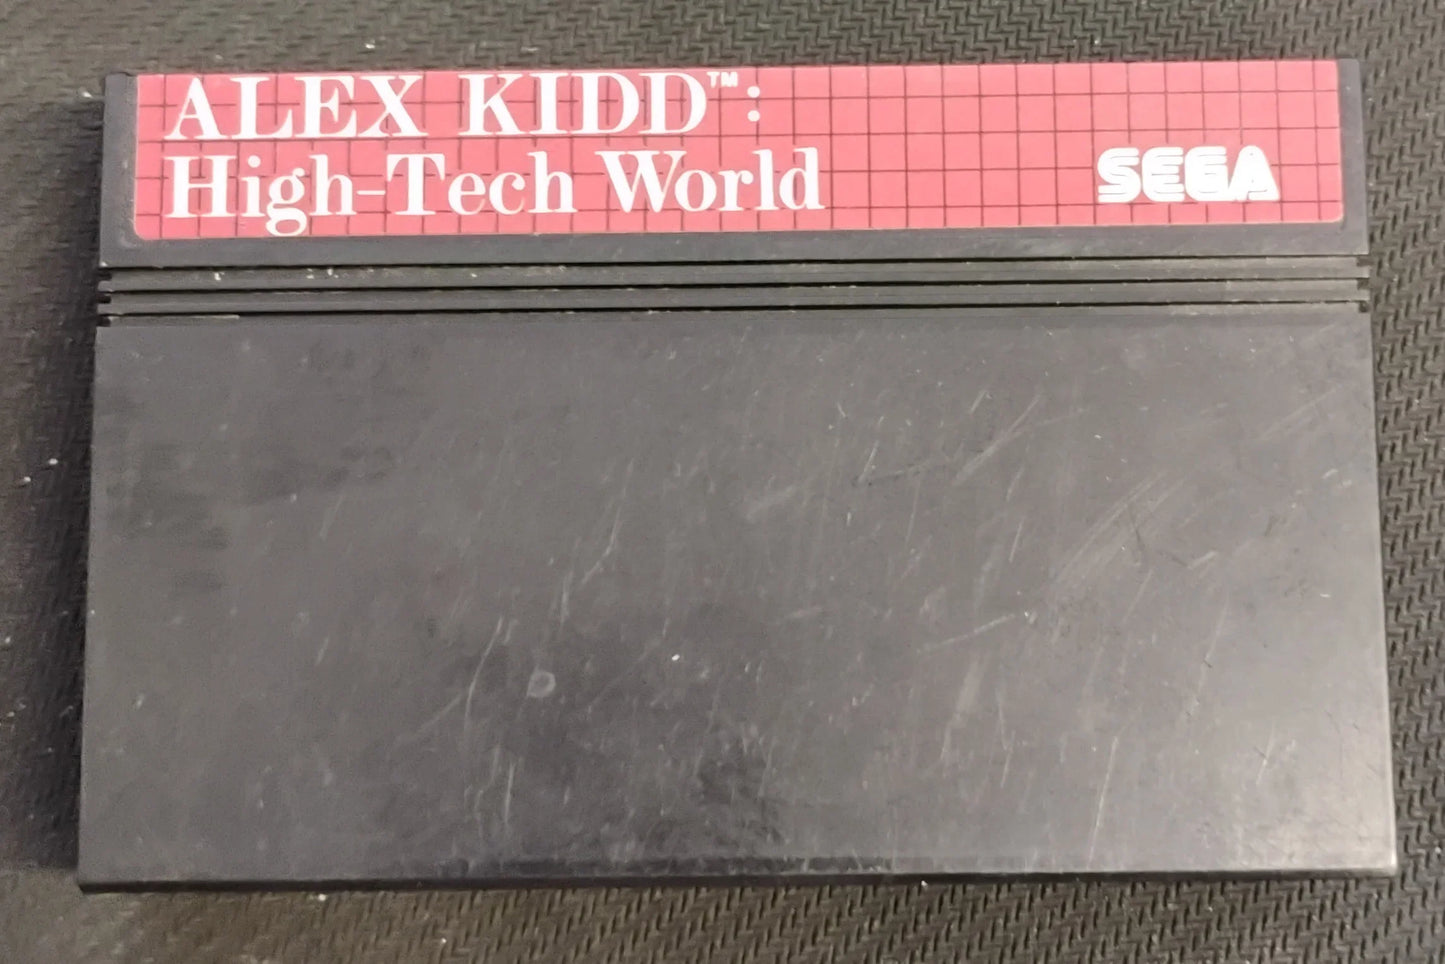 ALEX KIDD™:
High-Tech World
SEGA